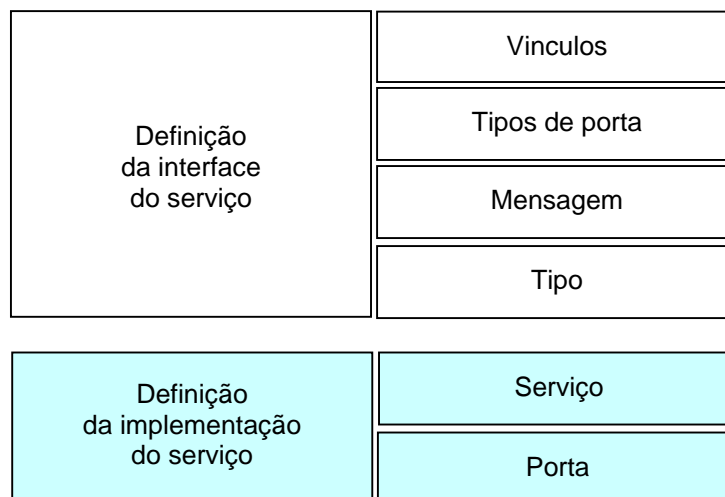 Definição
da interface
do serviço
Vinculos
Tipos de porta
Mensagem
Tipo
Definição
da implementação
do serviço
Serviço
Porta